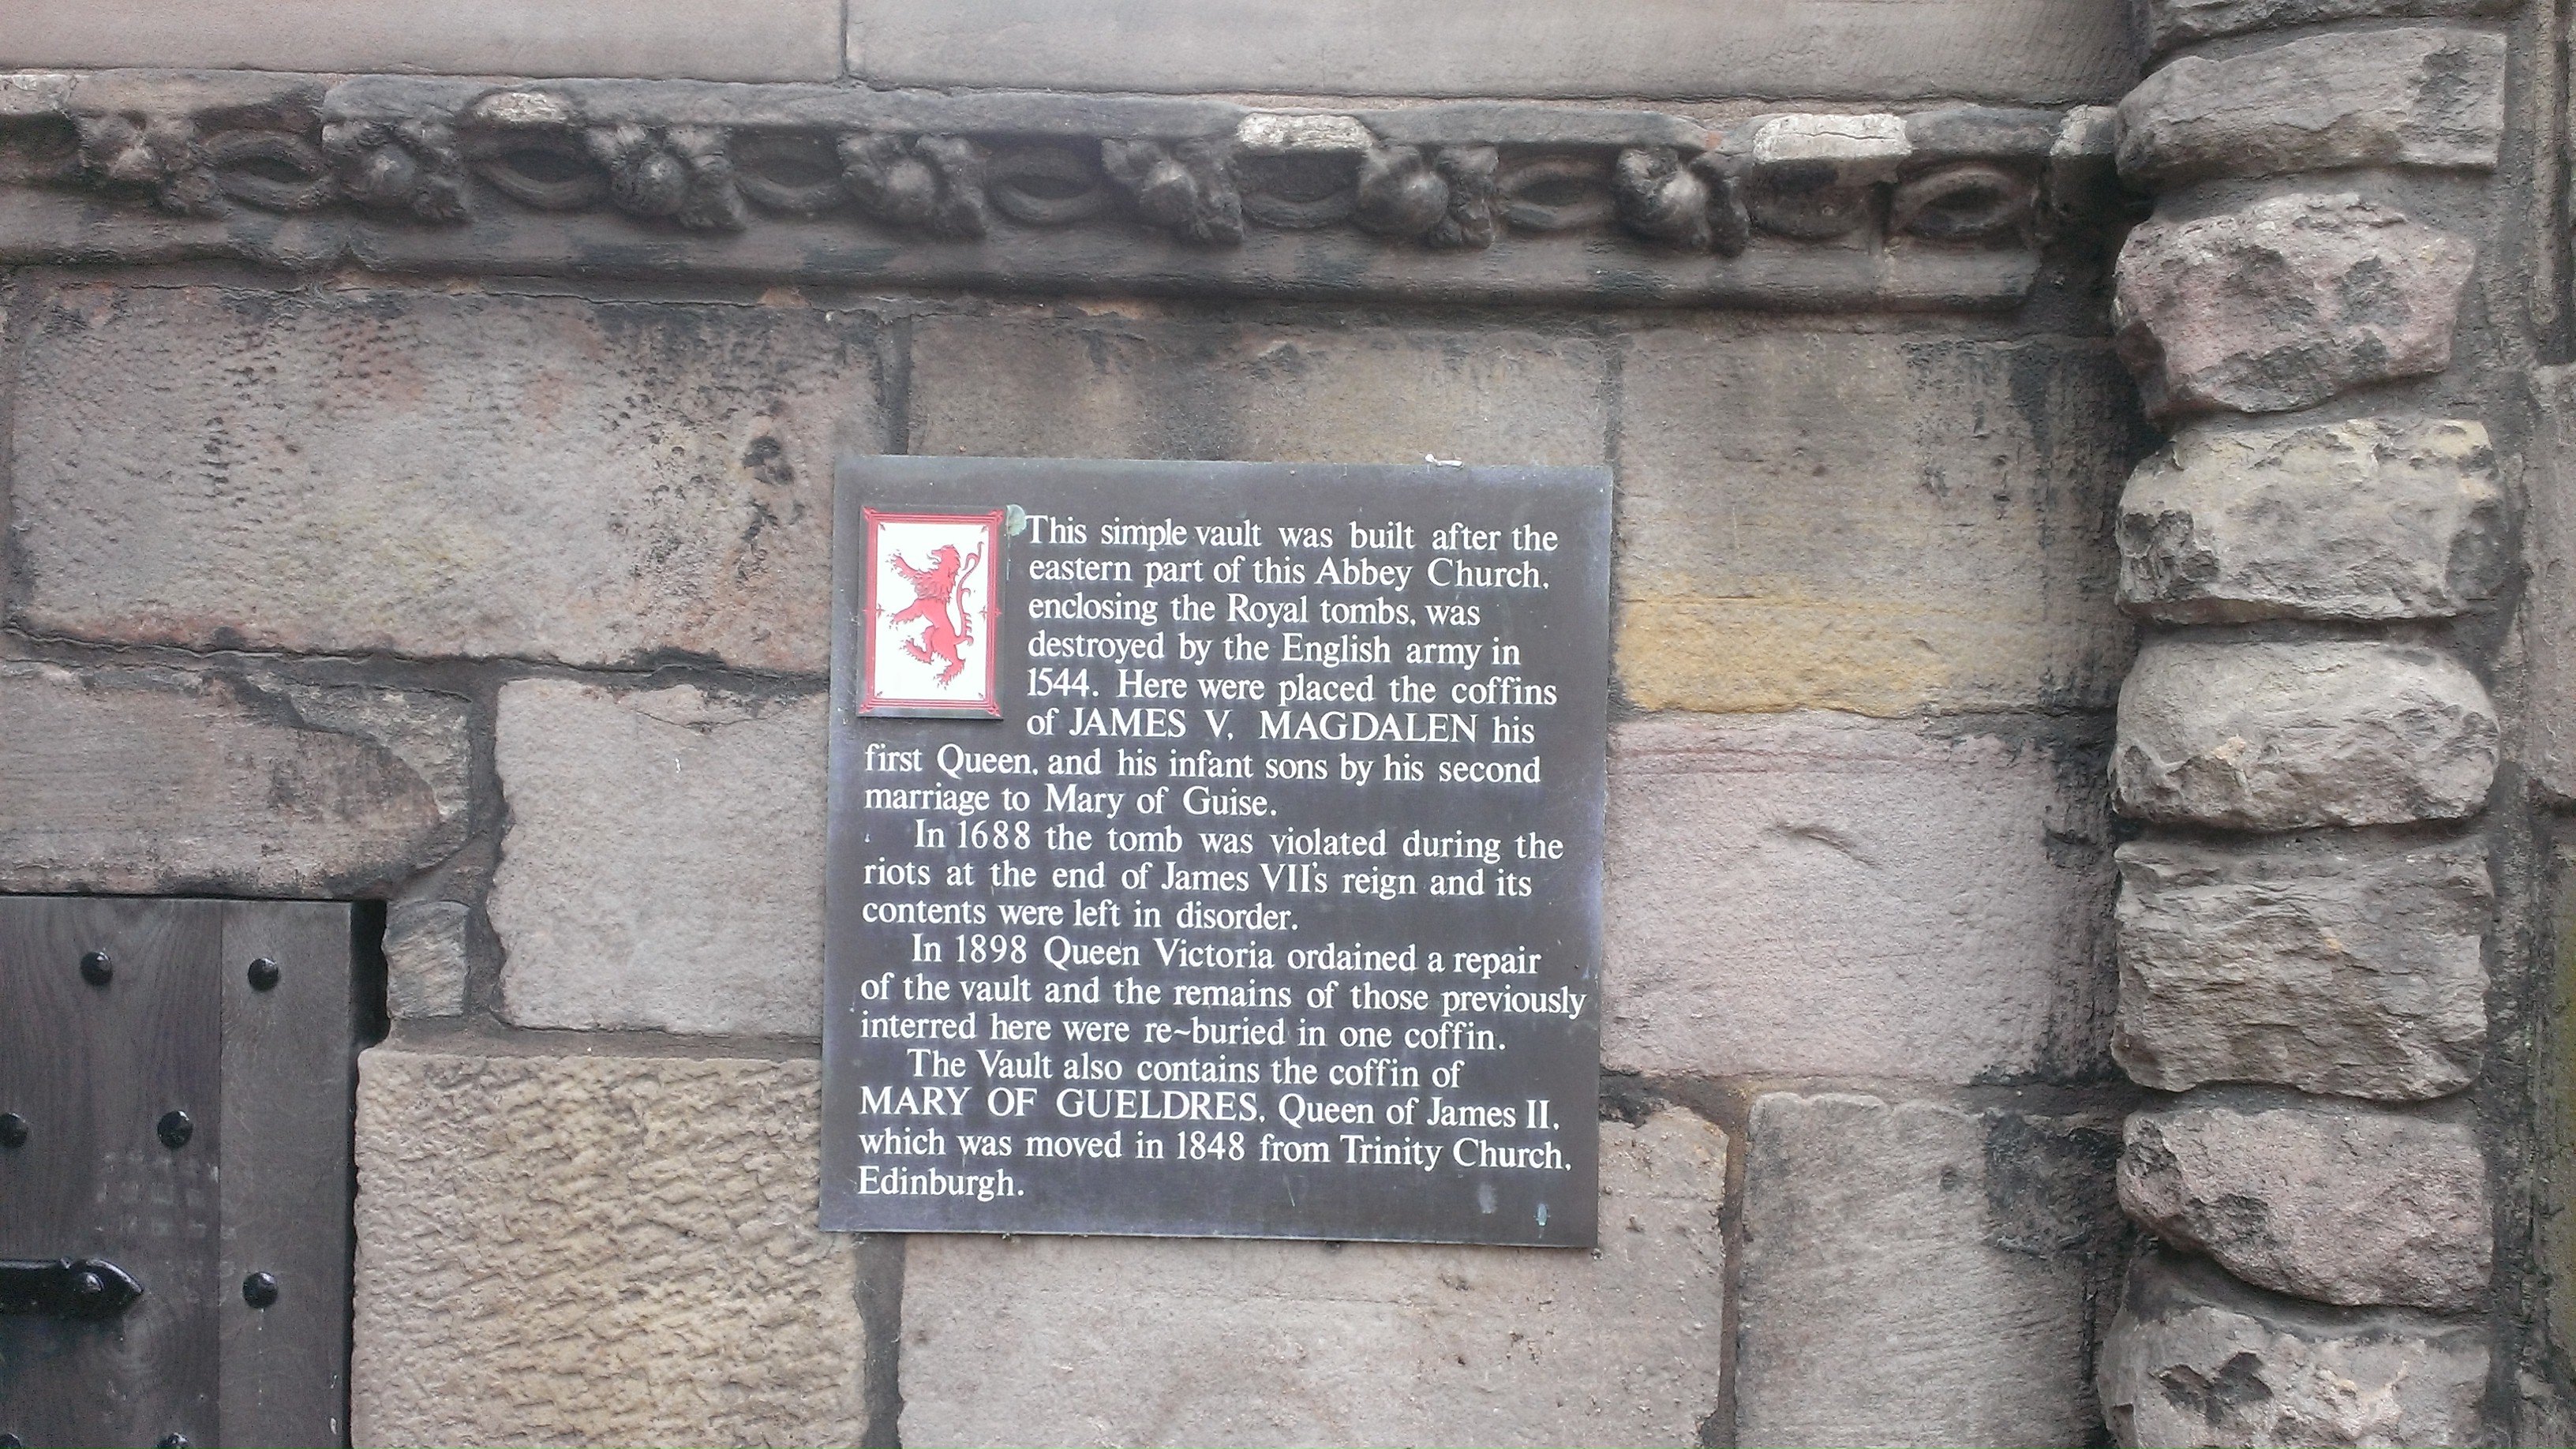 This simple vault was built after the
eastern part of this Abbey Church,
enclosing the Royal tombs, was
destroyed by the English army in
1544. Here were placed the coffins
of JAMES V, MAGDALEN his
first Queen, and his infant sons by his second
marriage to Mary of Guise.
In 1688 the tomb was violated during the
riots at the end of James VII's reign and its
contents were left in disorder.
In 1898 Queen Victoria ordained a repair
of the vault and the remains of those previously
interred here were re~buried in one coffin.
The Vault also contains the coffin of
MARY OF GUELDRES, Queen of James II,
which was moved in 1848 from Trinity Church,
Edinburgh.